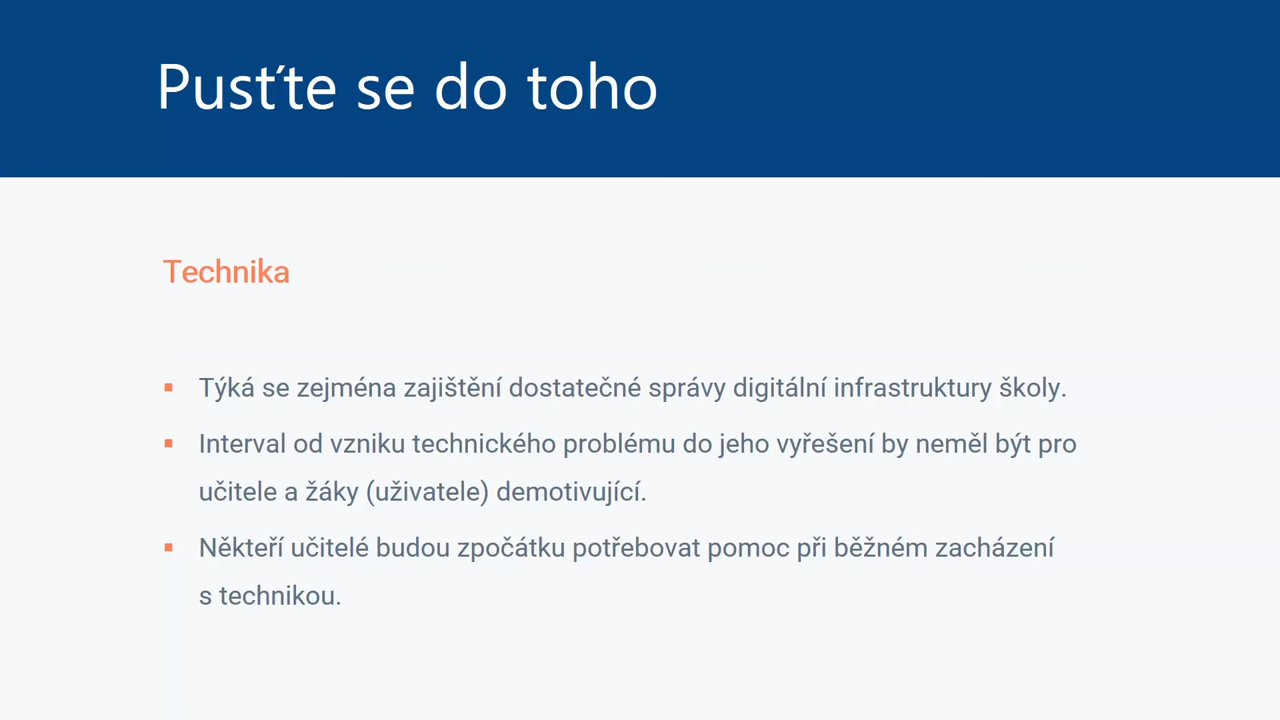 Pusťte se do toho
Technika
▪ Týká se zejména zajištění dostatečné správy digitální infrastruktury školy.
▪ Interval od vzniku technického problému do jeho vyřešení by neměl být pro
učitele a žáky (uživatele) demotivující.
▪ Někteří učitelé budou zpočátku potřebovat pomoc při běžném zacházení
s technikou.